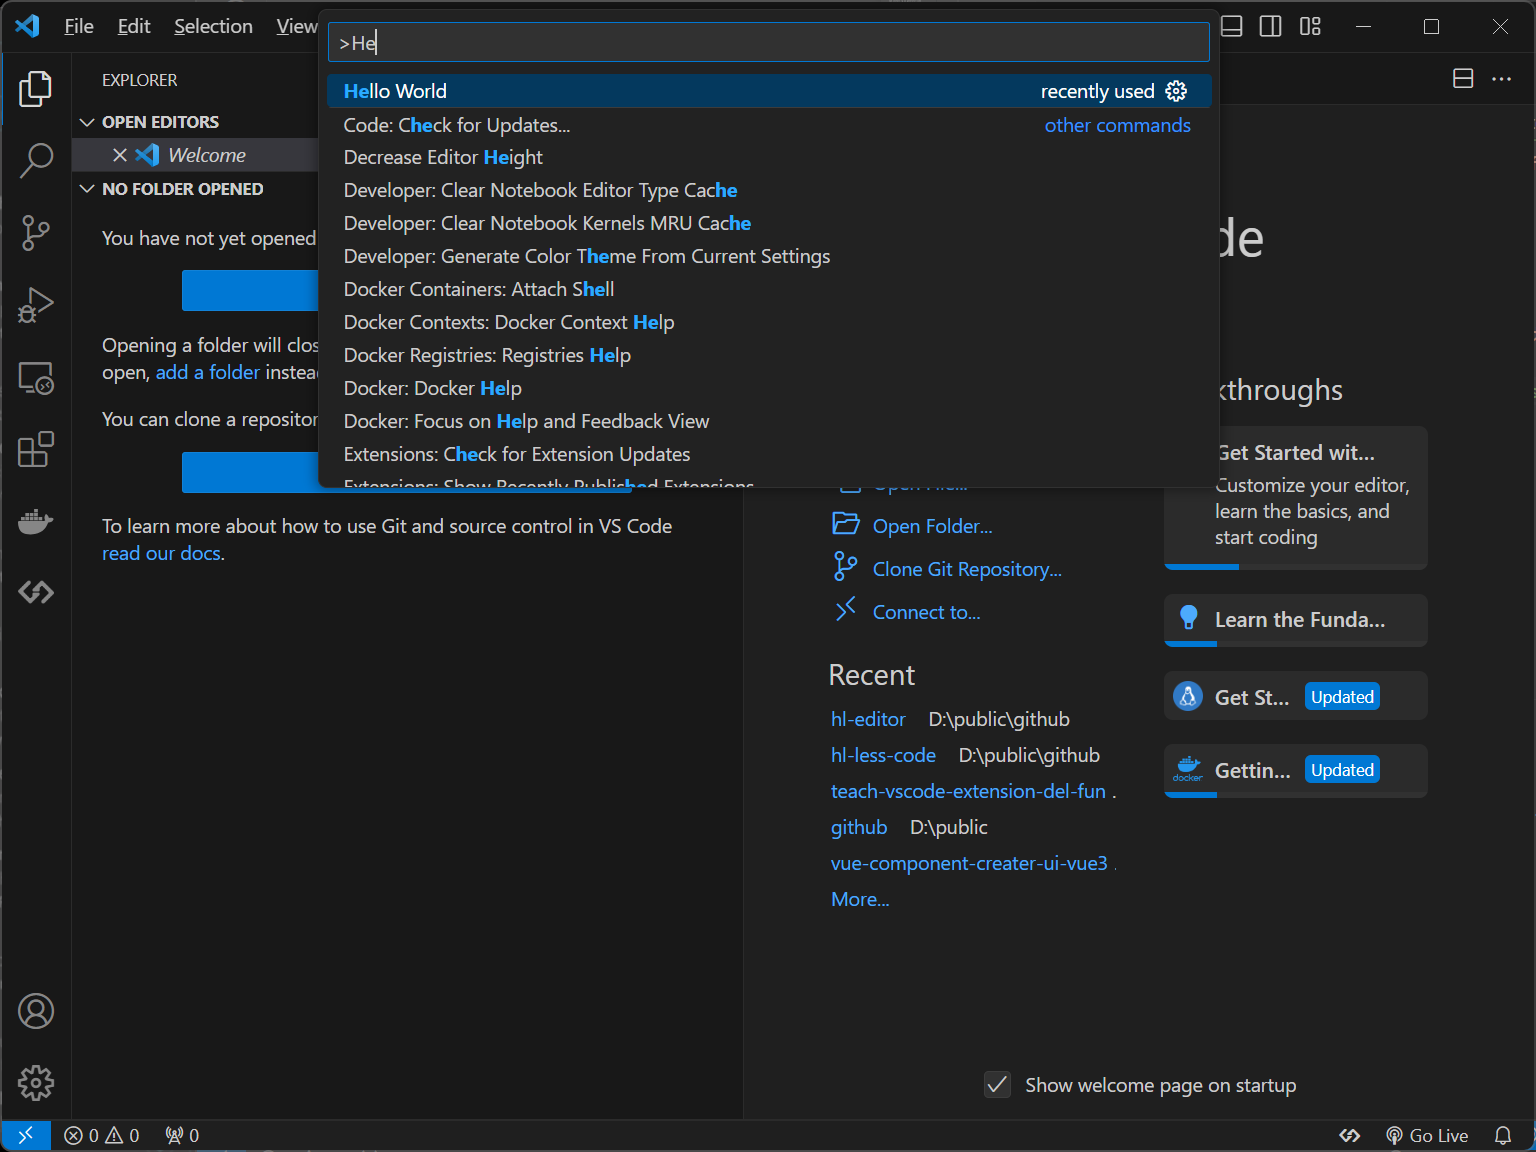 File Edit Selection View
>He
Hello World recently used
Code: Check for Updates... other commands
Decrease Editor Height
Developer: Clear Notebook Editor Type Cache
Developer: Clear Notebook Kernels MRU Cache
Developer: Generate Color Theme From Current Settings
Docker Containers: Attach Shell
Docker Contexts: Docker Context Help
Docker Registries: Registries Help
Docker: Docker Help
Docker: Focus on Help and Feedback View
Extensions: Check for Extension Updates
Extensions: Show Recently Published Extensions
EXPLORER
OPEN EDITORS
Welcome
NO FOLDER OPENED
You have not yet opened
Opening a folder will
open, add a folder
You can clone a
To learn more about how to use Git and source control in VS Code
read our docs.
de
Open File...
Open Folder...
Clone Git Repository...
Connect to...
Recent
hl-editor D:\public\github
hl-less-code D:\public\github
teach-vscode-extension-del-fun .
github D:\public
vue-component-creater-ui-vue3 .
More...
kthroughs
Get Started wit...
Customize your editor,
learn the basics, and
start coding
Learn the Funda...
Get St... Updated
docker
Gettin... Updated
Show welcome page on startup
0 0 0
Go Live